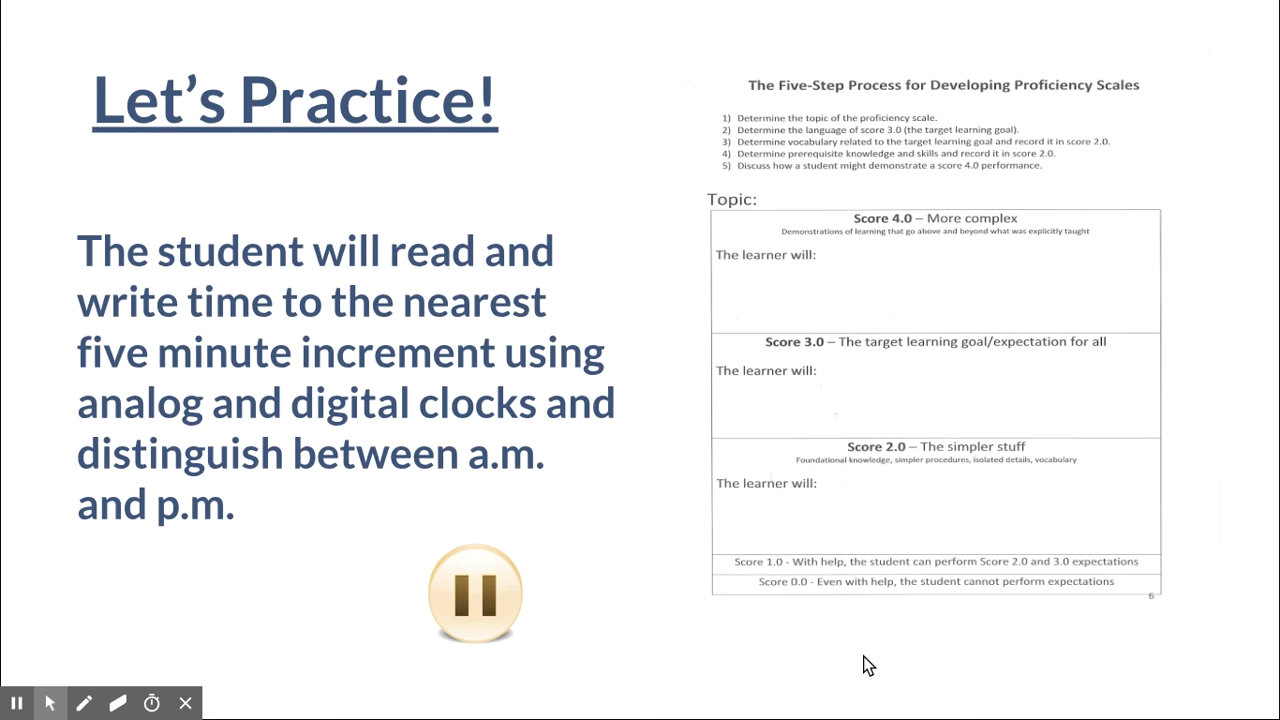 Let's Practice!
The student will read and
write time to the nearest
five minute increment using
analog and digital clocks and
distinguish between a.m.
and p.m.
The Five-Step Process for Developing Proficiency Scales
1) Determine the topic of the proficiency scale.
2) Determine the language of score 3.0 (the target learning goal).
3) Determine vocabulary related to the target learning goal and record it in score 2.0.
4) Determine prerequisite knowledge and skills and record it in score 2.0.
5) Discuss how a student might demonstrate a score 4.0 performance.
Topic:
Score 4.0 – More complex
Demonstrations of learning that go above and beyond what was explicitly taught
The learner will:
Score 3.0 – The target learning goal/expectation for all
The learner will:
Score 2.0 – The simpler stuff
Foundational knowledge, simpler procedures, isolated details, vocabulary
The learner will:
Score 1.0 - With help, the student can perform Score 2.0 and 3.0 expectations
Score 0.0 - Even with help, the student cannot perform expectations
6